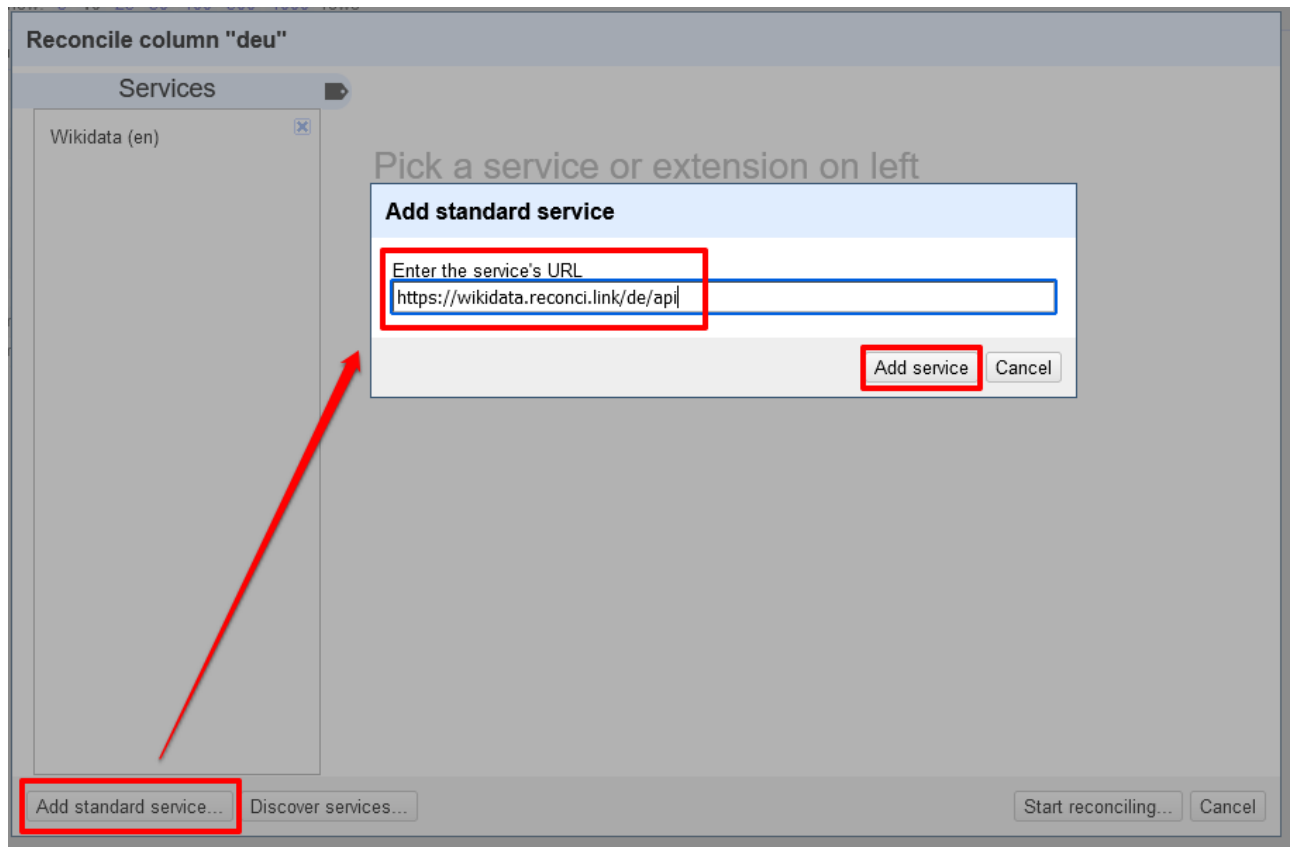 Reconcile column "deu"
Services
Wikidata (en)
Pick a service or extension on left
Add standard service
Enter the service's URL
https://wikidata.reconci.link/de/api
Add service Cancel
Add standard service... Discover services... Start reconciling... Cancel